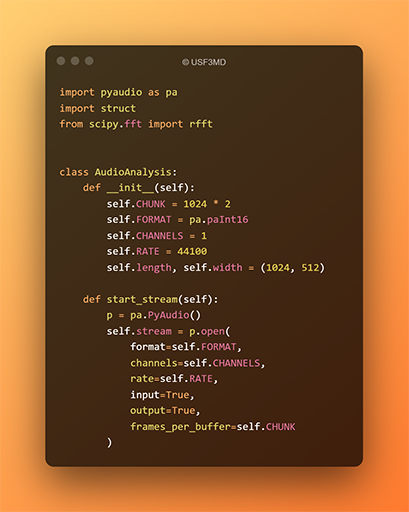 © USF3MD
import pyaudio as pa
import struct
from scipy.fft import rfft
class AudioAnalysis:
def __init__(self):
self.CHUNK = 1024 * 2
self.FORMAT = pa.paInt16
self.CHANNELS = 1
self.RATE = 44100
self.length, self.width = (1024, 512)
def start_stream(self):
p = pa.PyAudio()
self.stream = p.open(
format=self.FORMAT,
channels=self.CHANNELS,
rate=self.RATE,
input=True,
output=True,
frames_per_buffer=self.CHUNK
)